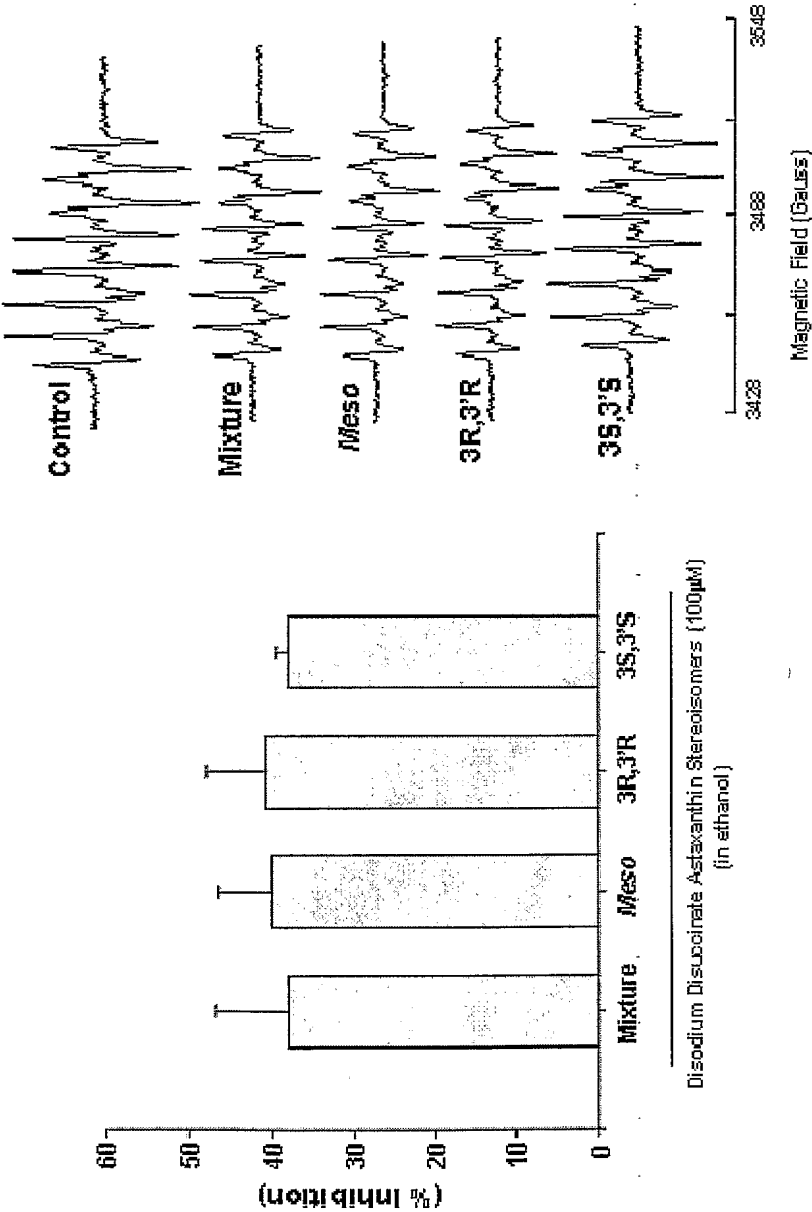 (% Inhibition)
60
50
40
30
20
10
0
Mixture
Meso
3R,3'R
3S,3'S
Disodium Disuccinate Astaxanthin Stereoisomers (100µM)
(in ethanol)
Control
Mixture
Meso
3R,3'R
3S,3'S
3428
3488
3548
Magnetic Field (Gauss)